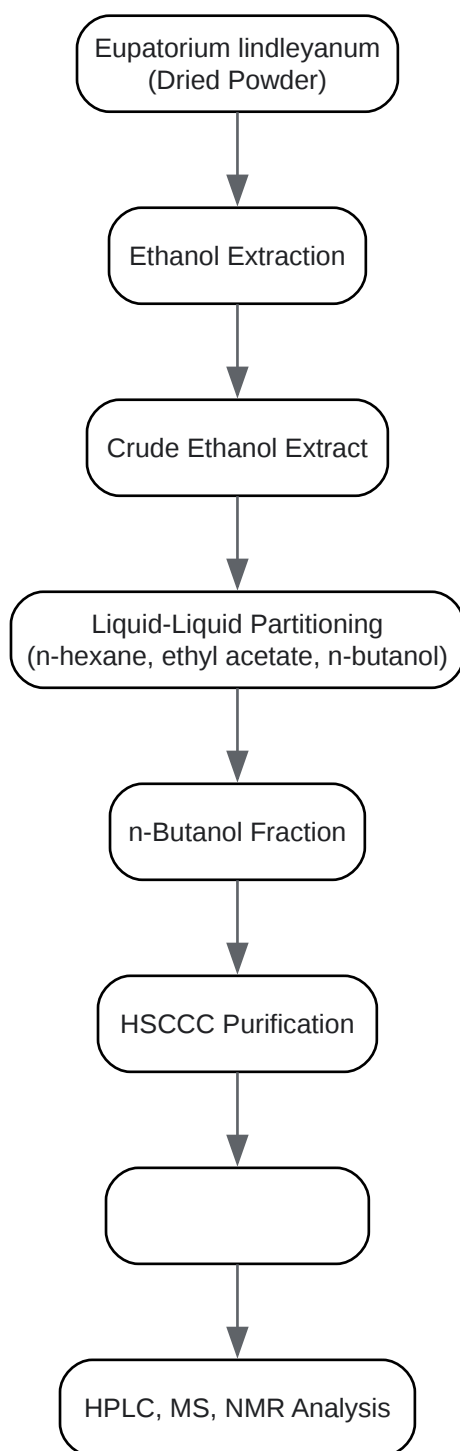 Eupatorium lindleyanum
(Dried Powder)
Ethanol Extraction
Crude Ethanol Extract
Liquid-Liquid Partitioning
(n-hexane, ethyl acetate, n-butanol)
n-Butanol Fraction
HSCCC Purification
HPLC, MS, NMR Analysis